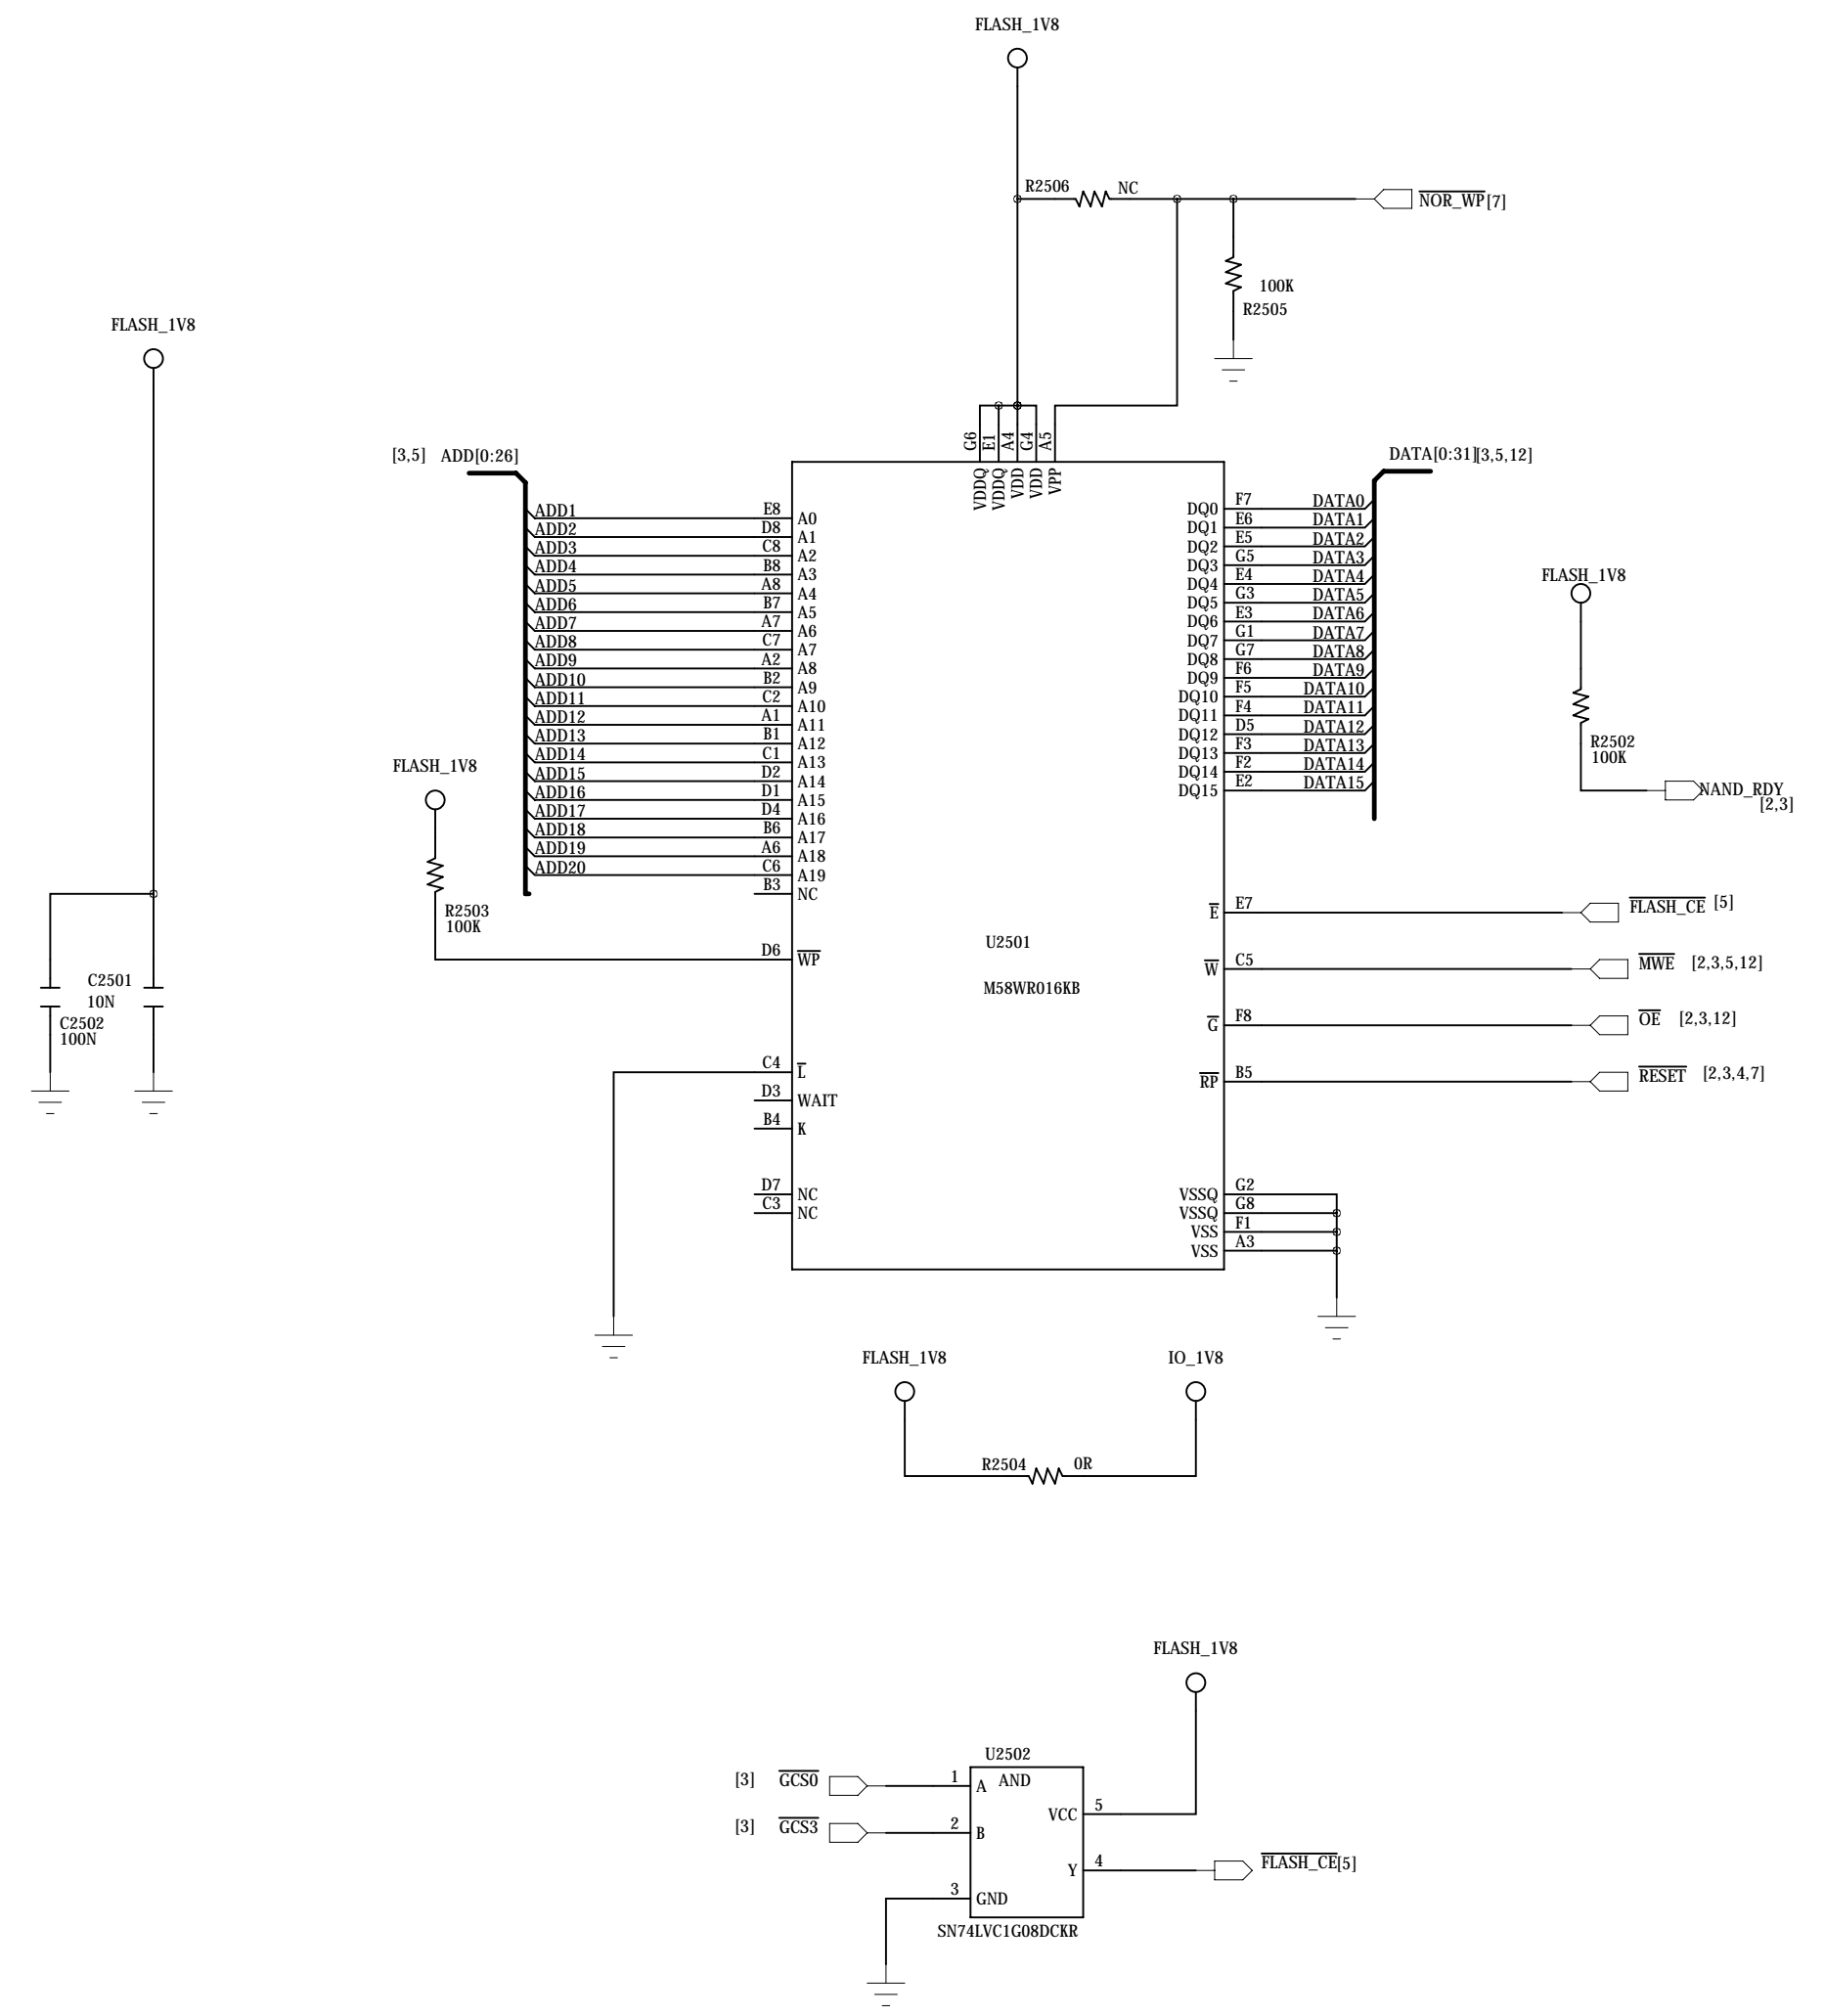 FLASH_1V8
R2506 NC
NOR_WP[7]
100K
R2505
FLASH_1V8
[3,5] ADD[0:26]
DATA[0:31][3,5,12]
G6 E1 A4 G4 A5
VDDQ VDDQ VDD VDD VPP
ADD1 E8 A0
ADD2 D8 A1
ADD3 C8 A2
ADD4 B8 A3
ADD5 A8 A4
ADD6 B7 A5
ADD7 A7 A6
ADD8 C7 A7
ADD9 A2 A8
ADD10 B2 A9
ADD11 C2 A10
ADD12 A1 A11
ADD13 B1 A12
ADD14 C1 A13
ADD15 D2 A14
ADD16 D1 A15
ADD17 D4 A16
ADD18 B6 A17
ADD19 A6 A18
ADD20 C6 A19
B3 NC
DQ0 F7 DATA0
DQ1 E6 DATA1
DQ2 E5 DATA2
DQ3 G5 DATA3
DQ4 E4 DATA4
DQ5 G3 DATA5
DQ6 E3 DATA6
DQ7 G1 DATA7
DQ8 G7 DATA8
DQ9 F6 DATA9
DQ10 F5 DATA10
DQ11 F4 DATA11
DQ12 D5 DATA12
DQ13 F3 DATA13
DQ14 F2 DATA14
DQ15 E2 DATA15
FLASH_1V8
R2502
100K
NAND_RDY
[2,3]
FLASH_1V8
R2503
100K
D6 WP
E E7 FLASH_CE [5]
U2501
M58WR016KB
W C5 MWE [2,3,5,12]
G F8 OE [2,3,12]
RP B5 RESET [2,3,4,7]
C2501
10N
C2502
100N
C4 L
D3 WAIT
B4 K
D7 NC
C3 NC
VSSQ G2
VSSQ G8
VSS F1
VSS A3
FLASH_1V8 IO_1V8
R2504 0R
FLASH_1V8
U2502
[3] GCS0 1 A AND
VCC 5
[3] GCS3 2 B
Y 4 FLASH_CE[5]
3 GND
SN74LVC1G08DCKR